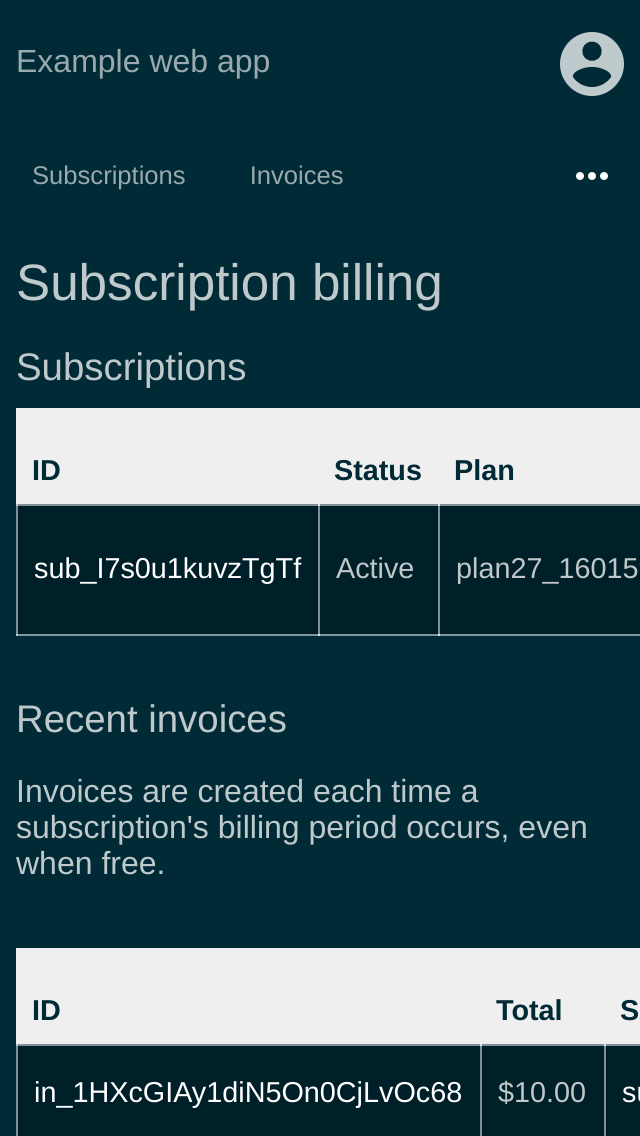 Example web app
Subscriptions Invoices
Subscription billing
Subscriptions
ID Status Plan
sub_I7s0u1kuvzTgTf Active plan27_16015
Recent invoices
Invoices are created each time a
subscription's billing period occurs, even
when free.
ID Total S
in_1HXcGIAy1diN5On0CjLvOc68 $10.00 su